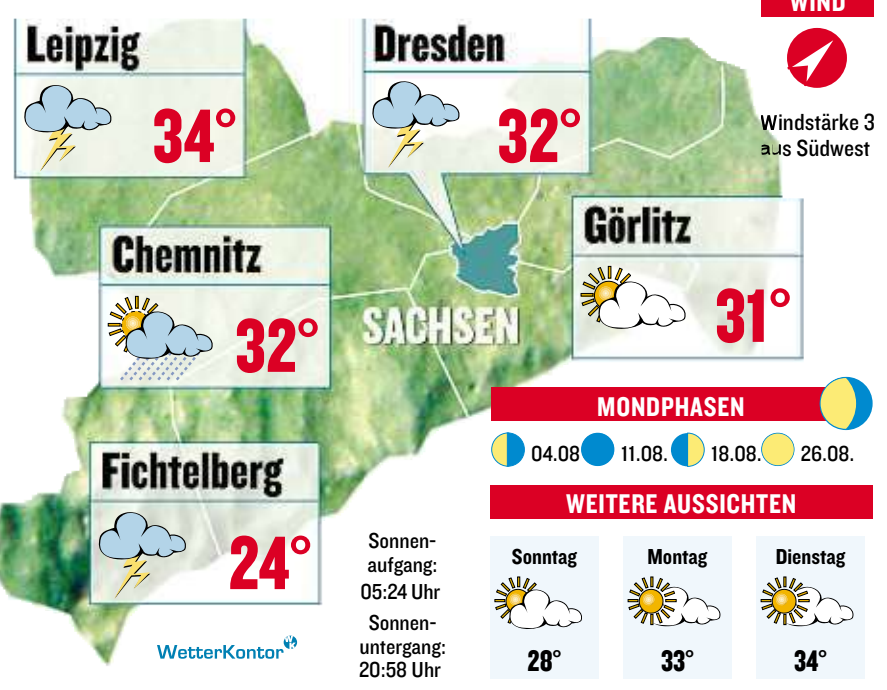 WIND
Leipzig
34°
Dresden
32°
Windstärke 3
aus Südwest
Chemnitz
32°
Görlitz
31°
SACHSEN
Fichtelberg
24°
MONDPHASEN
04.08 11.08. 18.08. 26.08.
WEITERE AUSSICHTEN
Sonntag
28°
Montag
33°
Dienstag
34°
Sonnen-
aufgang:
05:24 Uhr
Sonnen-
untergang:
20:58 Uhr
WetterKontor